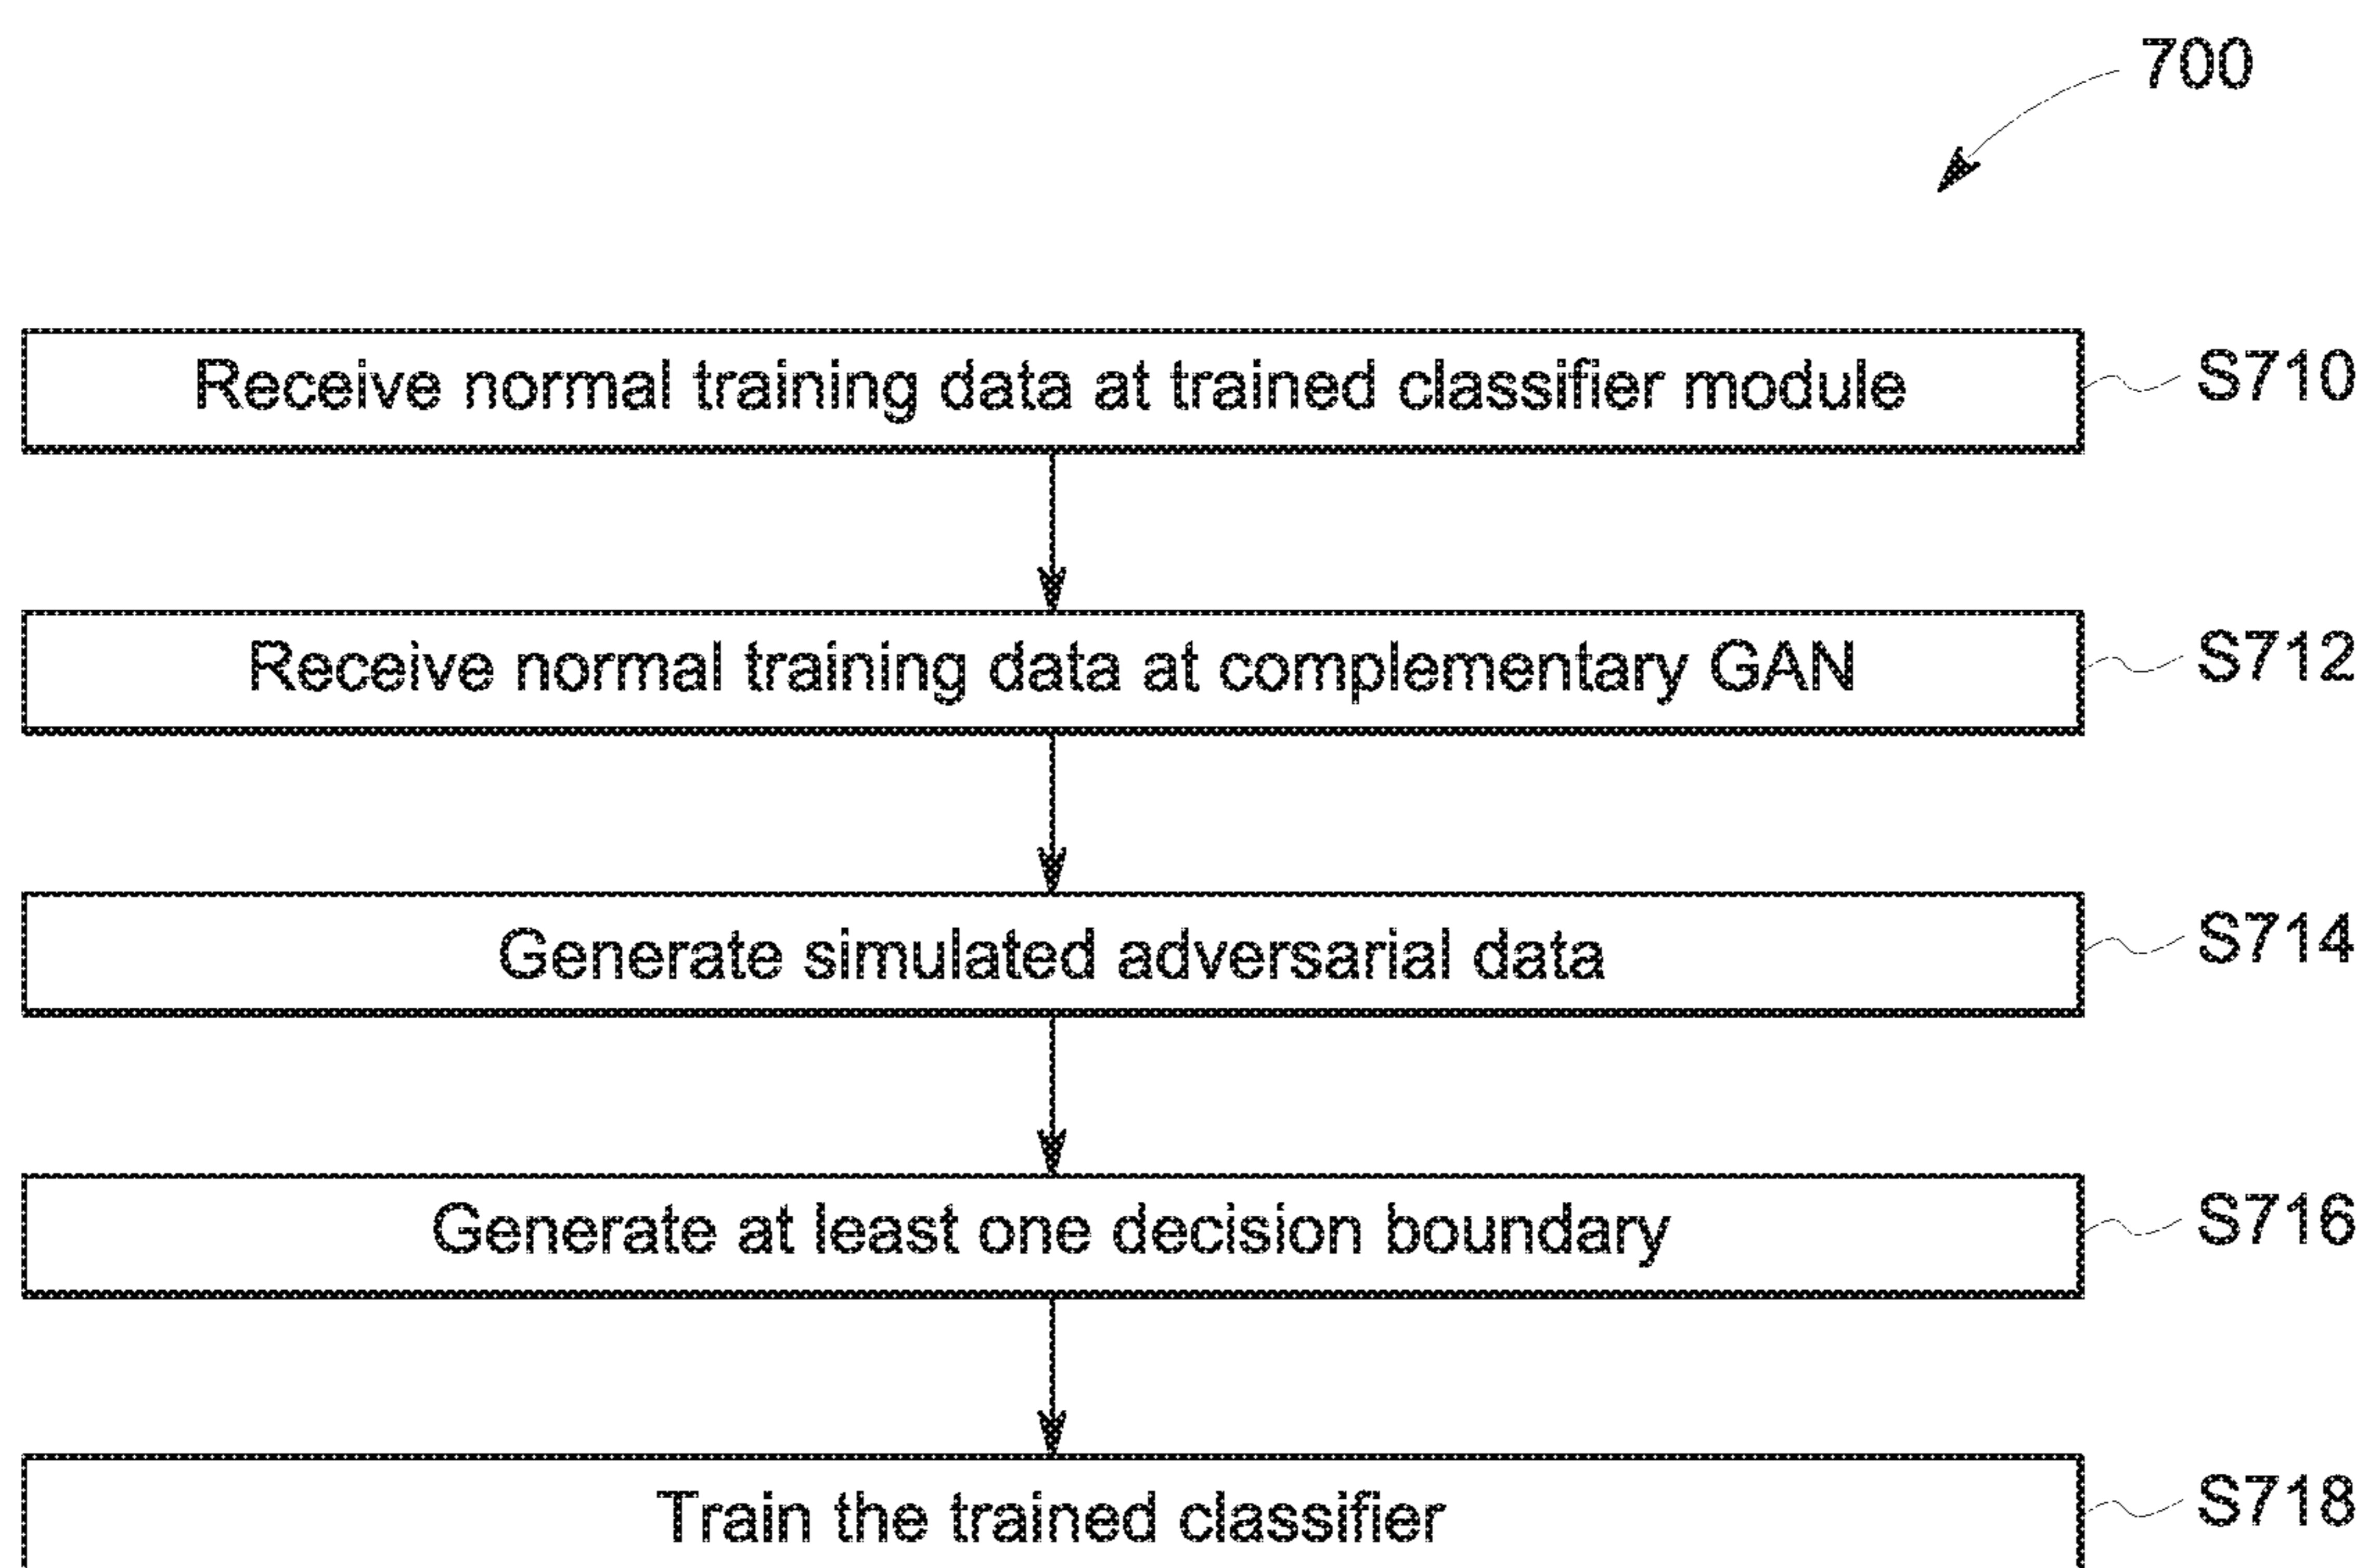 700
Receive normal training data at trained classifier module S710
Receive normal training data at complementary GAN S712
Generate simulated adversarial data S714
Generate at least one decision boundary S716
Train the trained classifier S718